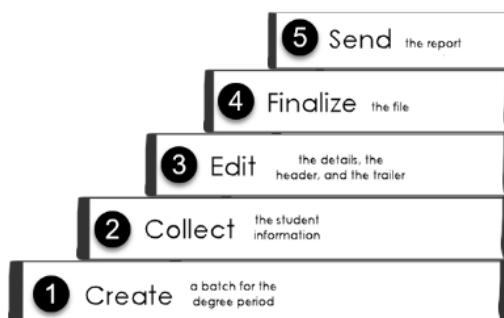 5 Send the report
4 Finalize the file
3 Edit the details, the
header, and the trailer
2 Collect the student
information
1 Create a batch for the
degree period